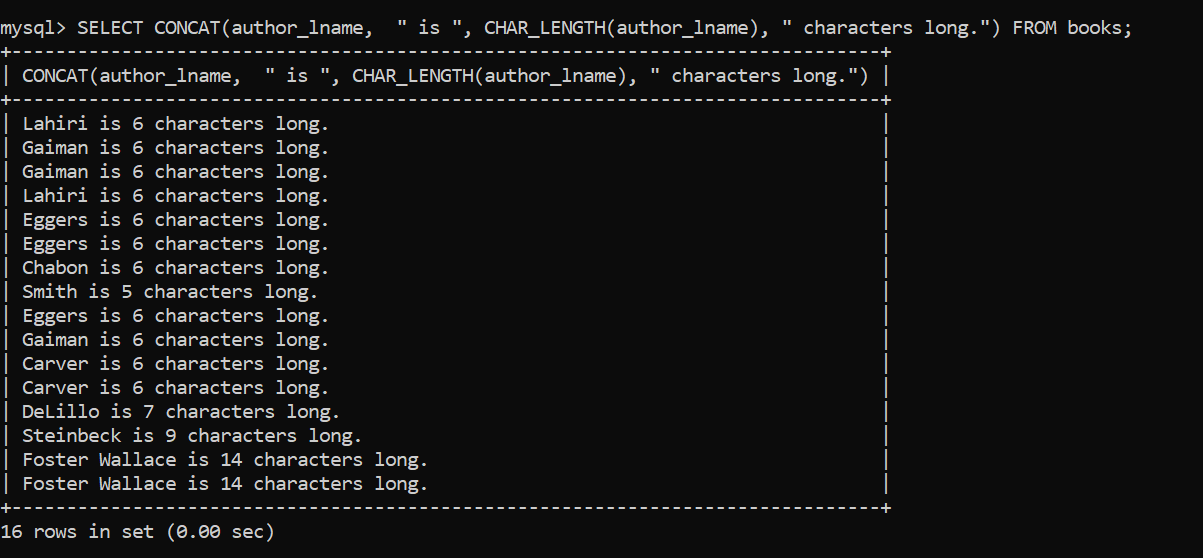 mysql> SELECT CONCAT(author_lname,  " is ", CHAR_LENGTH(author_lname), " characters long.") FROM books;
+-------------------------------------------------------------------------------+
| CONCAT(author_lname,  " is ", CHAR_LENGTH(author_lname), " characters long.") |
+-------------------------------------------------------------------------------+
| Lahiri is 6 characters long.                                                  |
| Gaiman is 6 characters long.                                                  |
| Gaiman is 6 characters long.                                                  |
| Lahiri is 6 characters long.                                                  |
| Eggers is 6 characters long.                                                  |
| Eggers is 6 characters long.                                                  |
| Chabon is 6 characters long.                                                  |
| Smith is 5 characters long.                                                   |
| Eggers is 6 characters long.                                                  |
| Gaiman is 6 characters long.                                                  |
| Carver is 6 characters long.                                                  |
| Carver is 6 characters long.                                                  |
| DeLillo is 7 characters long.                                                 |
| Steinbeck is 9 characters long.                                               |
| Foster Wallace is 14 characters long.                                         |
| Foster Wallace is 14 characters long.                                         |
+-------------------------------------------------------------------------------+
16 rows in set (0.00 sec)